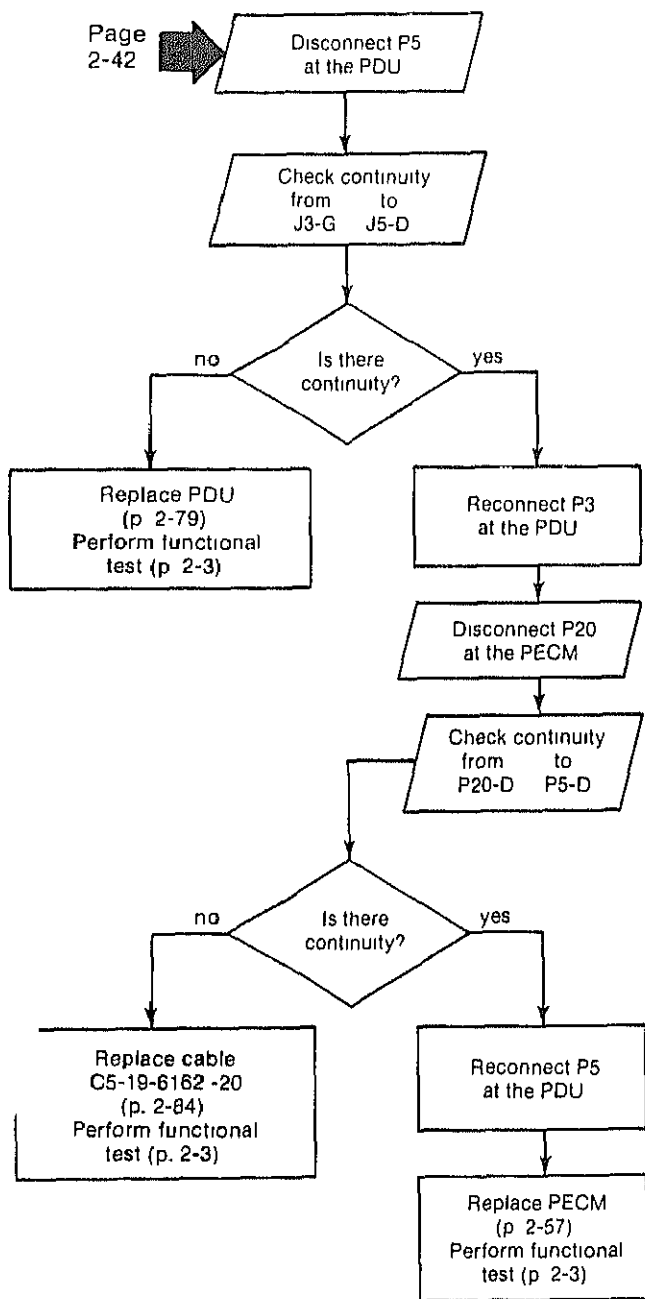 Page
2-42
Disconnect P5
at the PDU
Check continuity
from to
J3-G J5-D
Is there
continuity?
no
yes
Replace PDU
(p 2-79)
Perform functional
test (p 2-3)
Reconnect P3
at the PDU
Disconnect P20
at the PECM
Check continuity
from to
P20-D P5-D
Is there
continuity?
no
yes
Replace cable
C5-19-6162 -20
(p. 2-84)
Perform functional
test (p. 2-3)
Reconnect P5
at the PDU
Replace PECM
(p 2-57)
Perform functional
test (p 2-3)